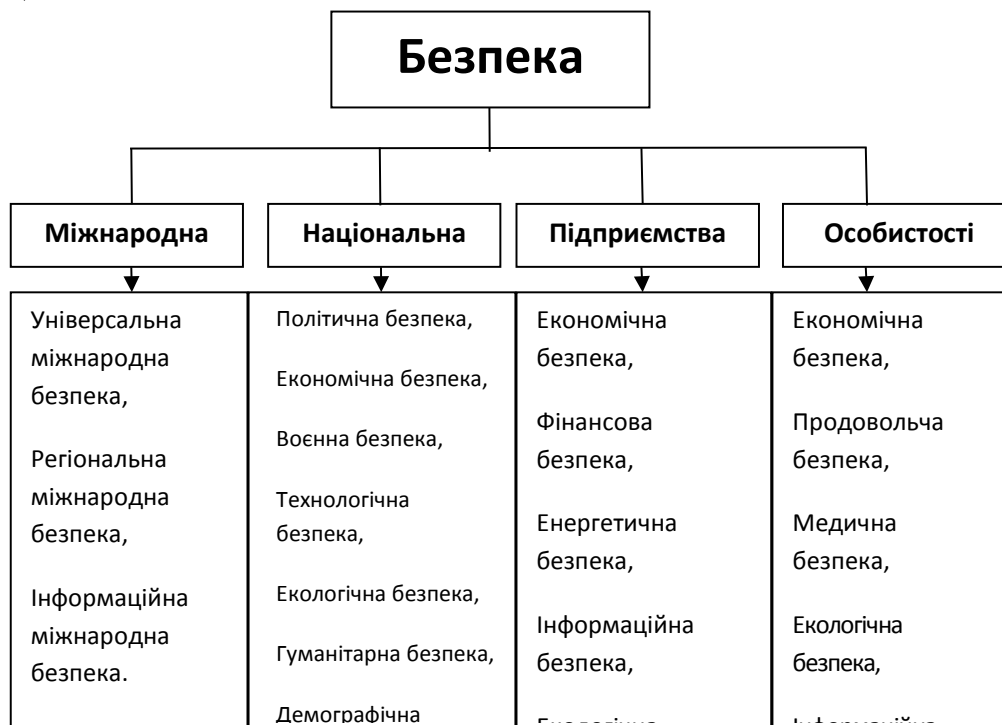 Безпека
Міжнародна
Національна
Підприємства
Особистості
Універсальна
міжнародна
безпека,
Регіональна
міжнародна
безпека,
Інформаційна
міжнародна
безпека.
Політична безпека,
Економічна безпека,
Воєнна безпека,
Технологічна
безпека,
Екологічна безпека,
Гуманітарна безпека,
Демографічна
Економічна
безпека,
Фінансова
безпека,
Енергетична
безпека,
Інформаційна
безпека,
Екологічна
Економічна
безпека,
Продовольча
безпека,
Медична
безпека,
Екологічна
безпека,
Інформаційна